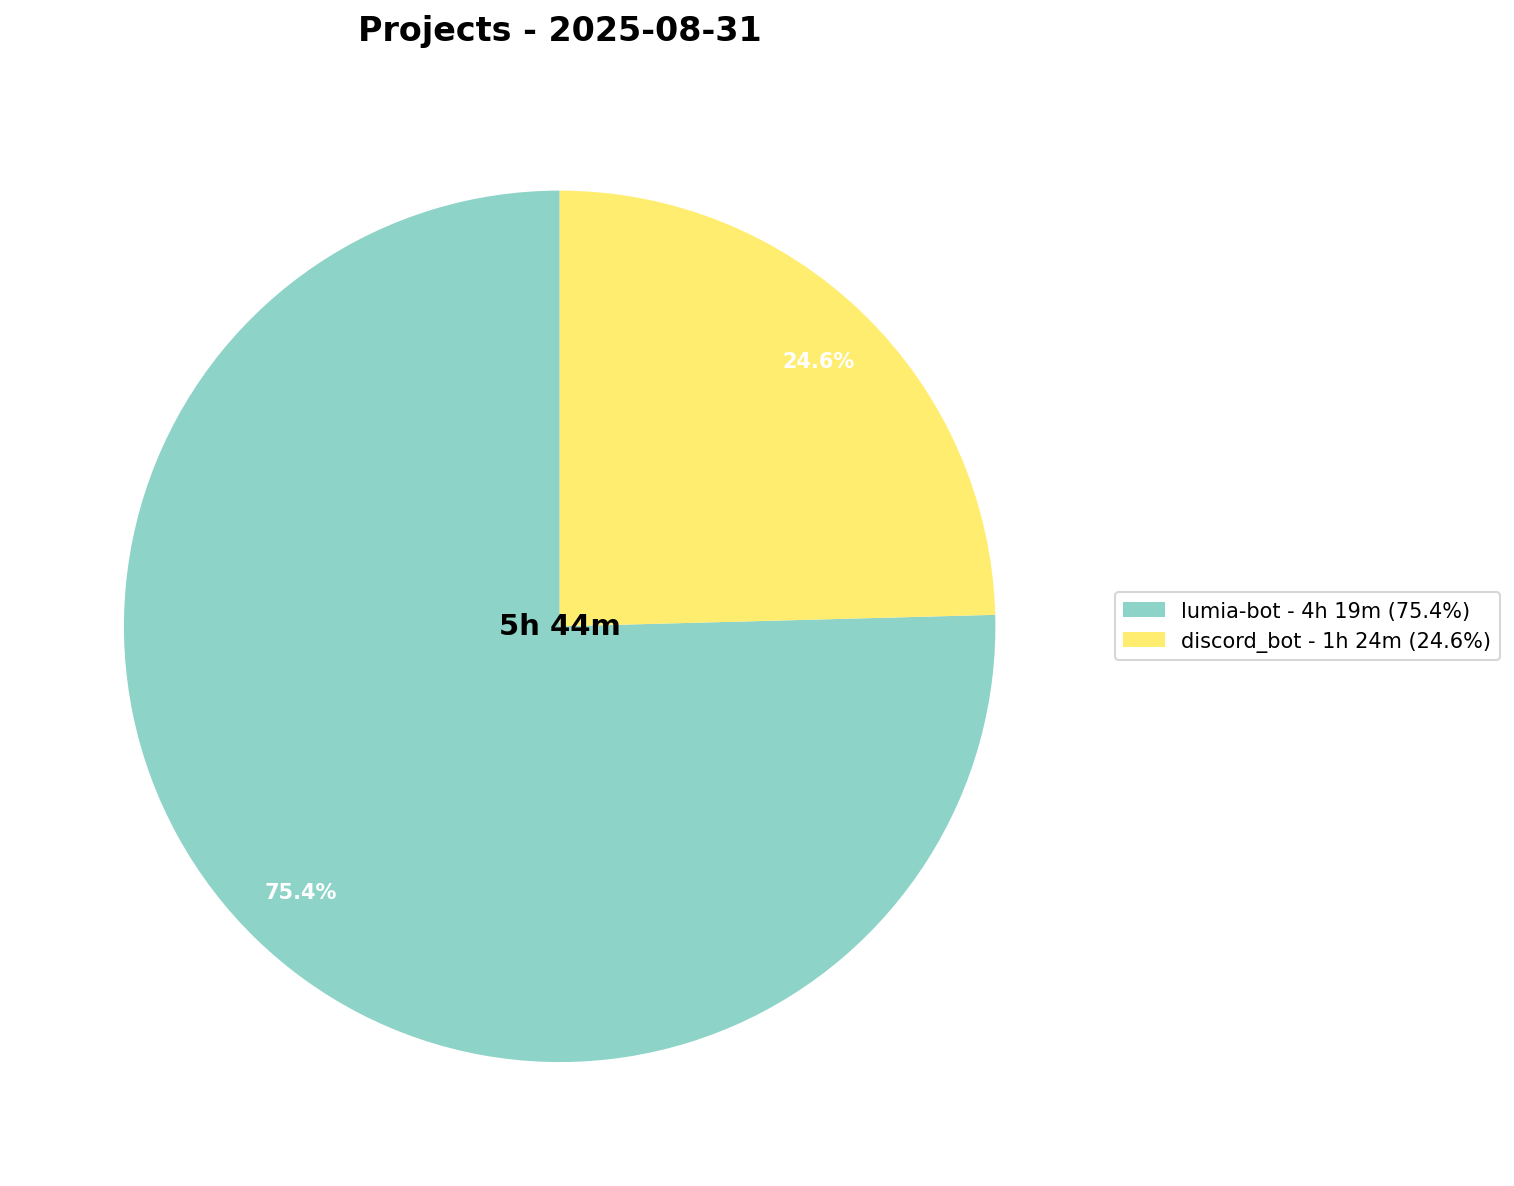 Projects - 2025-08-31
24.6%
5h 44m
lumia-bot - 4h 19m (75.4%)
discord_bot - 1h 24m (24.6%)
75.4%